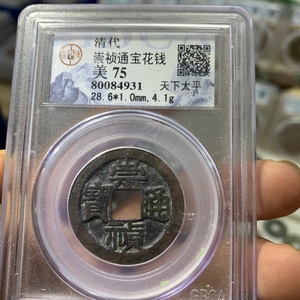 清代
崇祯通宝花钱
美 75
80084931 天下太平
28.6*1.0mm,4.1g
崇禎通寶